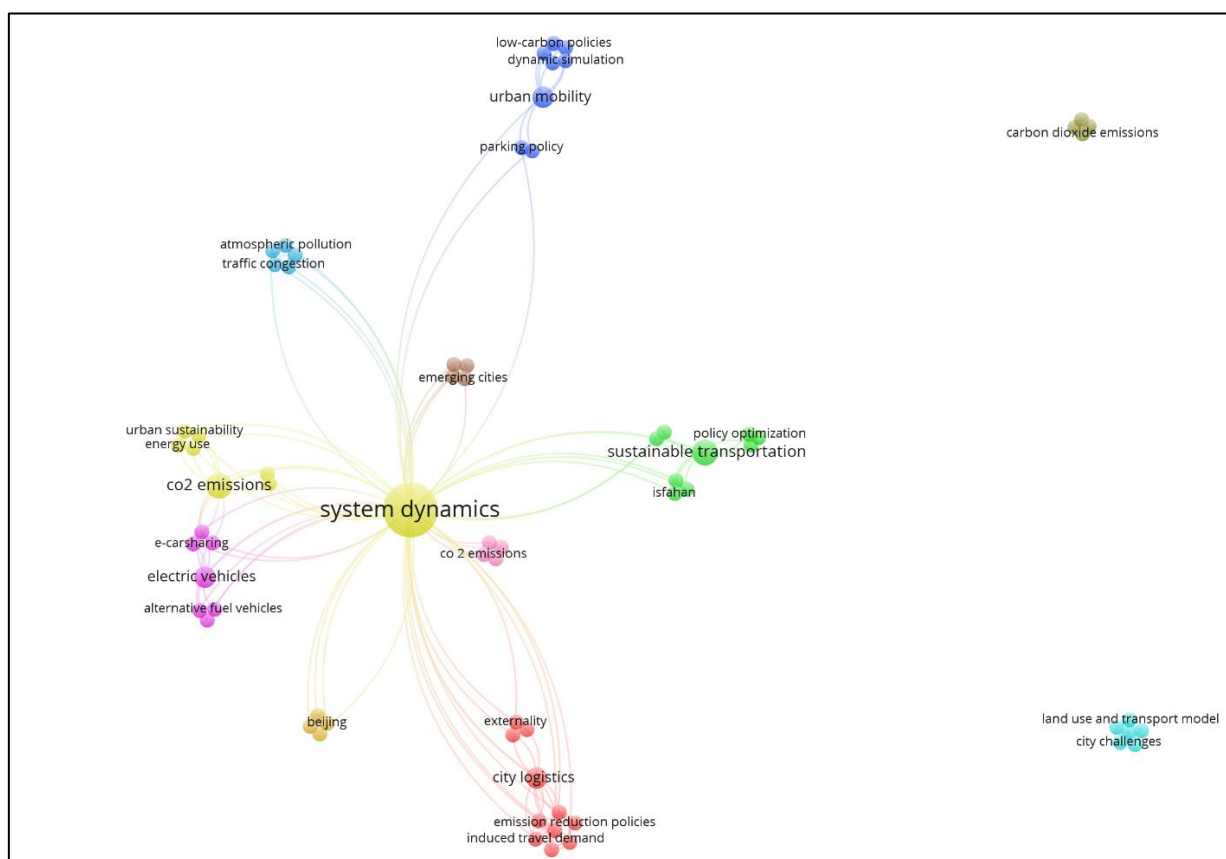 low-carbon policies
dynamic simulation
urban mobility
carbon dioxide emissions
parking policy
atmospheric pollution
traffic congestion
emerging cities
urban sustainability
energy use
policy optimization
sustainable transportation
co2 emissions
isfahan
system dynamics
e-carsharing
co 2 emissions
electric vehicles
alternative fuel vehicles
beijing
externality
land use and transport model
city challenges
city logistics
emission reduction policies
induced travel demand